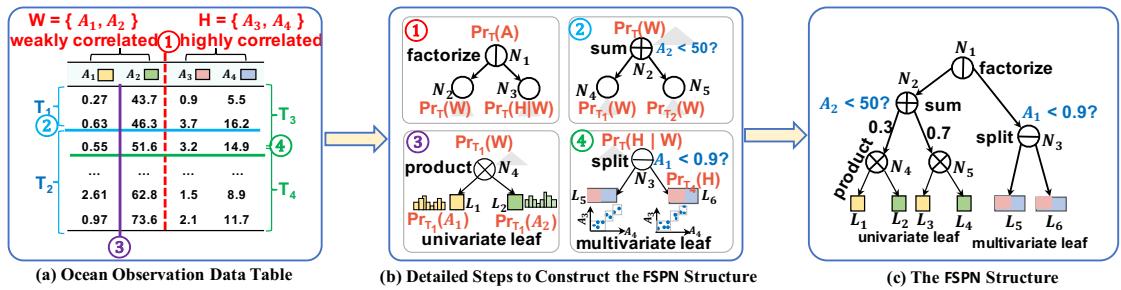 W = { A1, A2 }
weakly correlated
H = { A3, A4 }
highly correlated
1
A1 A2 A3 A4
0.27 43.7 0.9 5.5
0.63 46.3 3.7 16.2
0.55 51.6 3.2 14.9
... ... ... ...
2.61 62.8 1.5 8.9
0.97 73.6 2.1 11.7
T1
2
T2
T3
4
T4
3
(a) Ocean Observation Data Table
1
PrT(A)
factorize
N1
N2
N3
PrT(W)
PrT(H|W)
2
PrT(W)
sum
A2 < 50?
N2
N4
N5
PrT1(W)
PrT2(W)
3
PrT1(W)
product
N4
L1
L2
PrT1(A1)
PrT1(A2)
univariate leaf
4
PrT(H | W)
split
A1 < 0.9?
N3
PrT4(H)
L5
L6
A3
A4
A3
A4
multivariate leaf
(b) Detailed Steps to Construct the FSPN Structure
N1
factorize
N2
A2 < 50?
sum
A1 < 0.9?
0.3
0.7
split
N3
product
N4
N5
L1
L2
L3
L4
L5
L6
univariate leaf
multivariate leaf
(c) The FSPN Structure